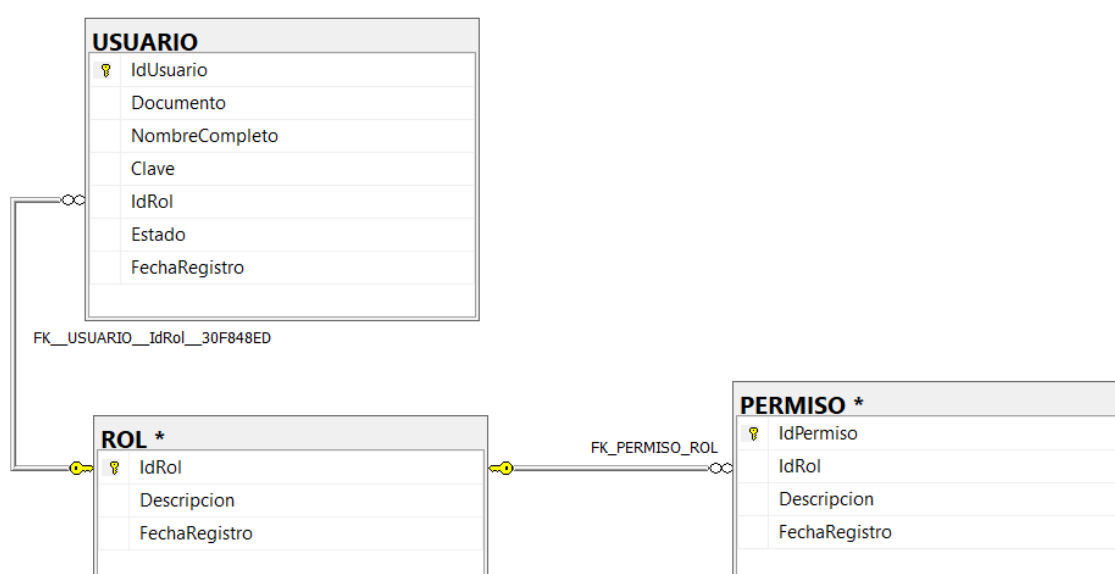 USUARIO
IdUsuario
Documento
NombreCompleto
Clave
IdRol
Estado
FechaRegistro
FK__USUARIO__IdRol__30F848ED
ROL *
IdRol
Descripcion
FechaRegistro
FK_PERMISO_ROL
PERMISO *
IdPermiso
IdRol
Descripcion
FechaRegistro